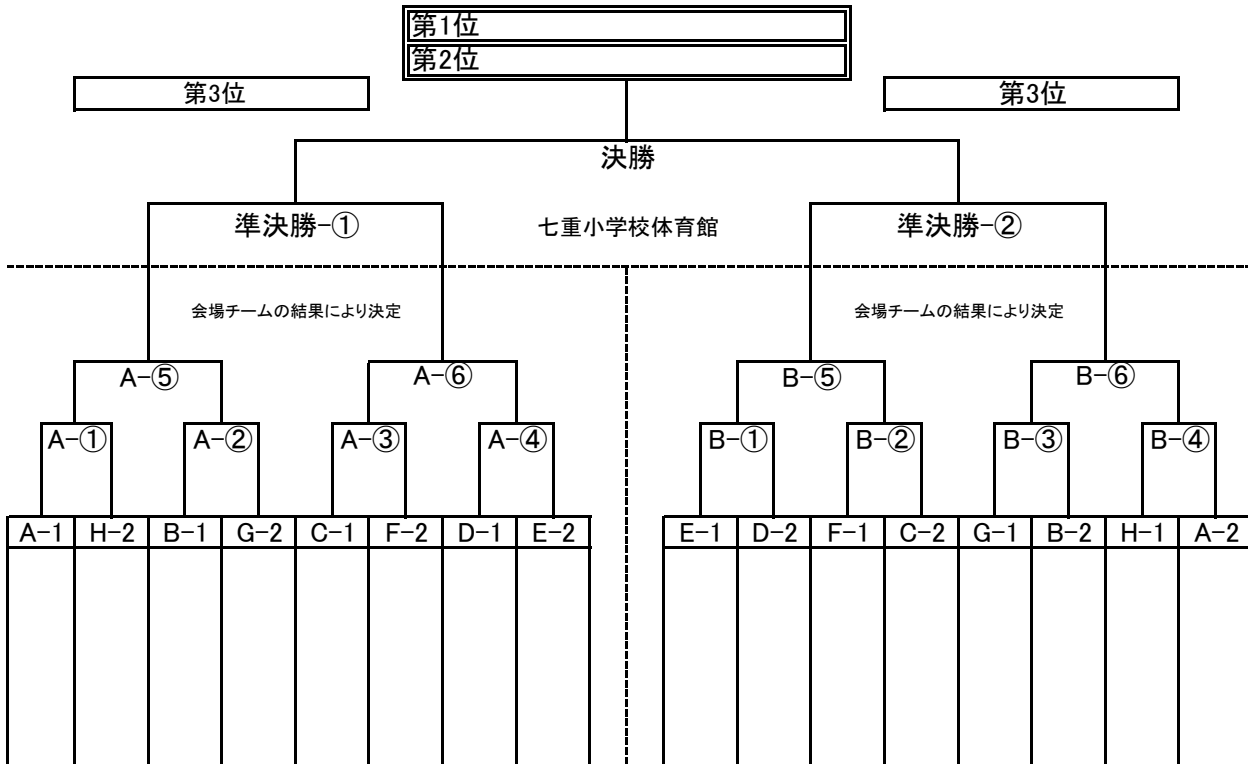 第1位
第2位
第3位 第3位
決勝
準決勝-① 七重小学校体育館 準決勝-②
会場チームの結果により決定 会場チームの結果により決定
A-⑤ A-⑥ B-⑤ B-⑥
A-① A-② A-③ A-④ B-① B-② B-③ B-④
A-1 H-2 B-1 G-2 C-1 F-2 D-1 E-2 E-1 D-2 F-1 C-2 G-1 B-2 H-1 A-2